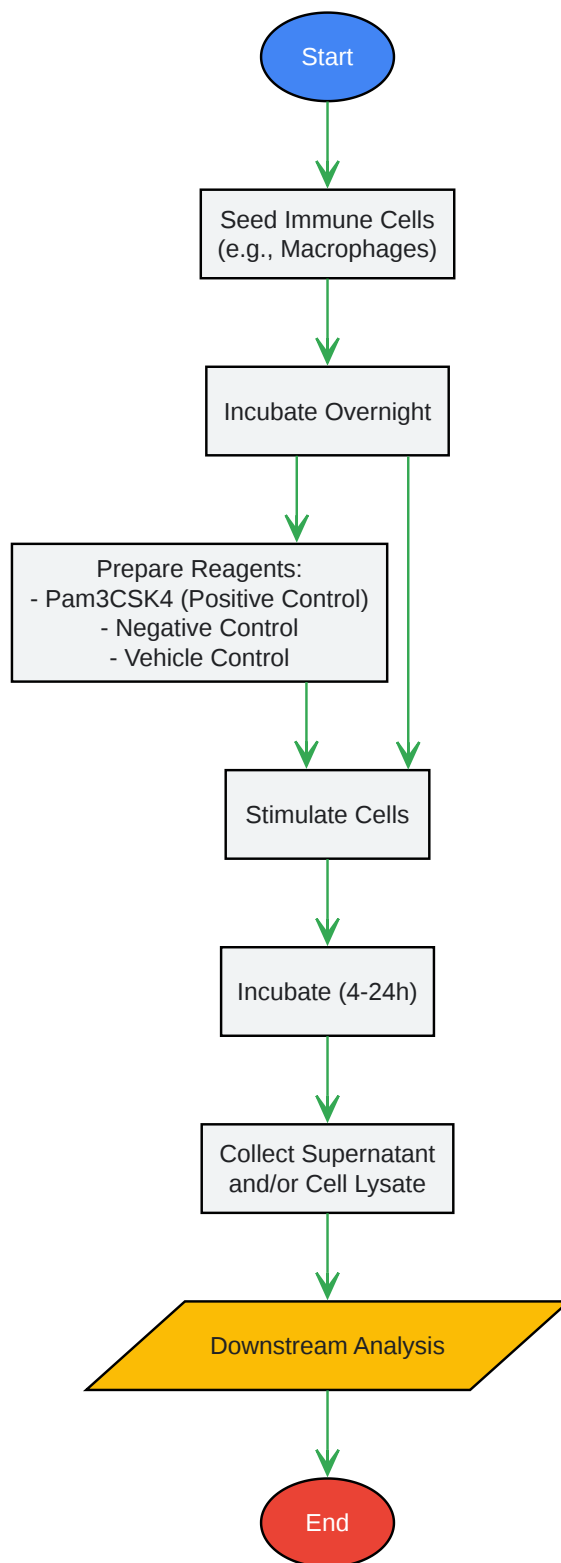 Start
Seed Immune Cells
(e.g., Macrophages)
Incubate Overnight
Prepare Reagents:
- Pam3CSK4 (Positive Control)
- Negative Control
- Vehicle Control
Stimulate Cells
Incubate (4-24h)
Collect Supernatant
and/or Cell Lysate
Downstream Analysis
End